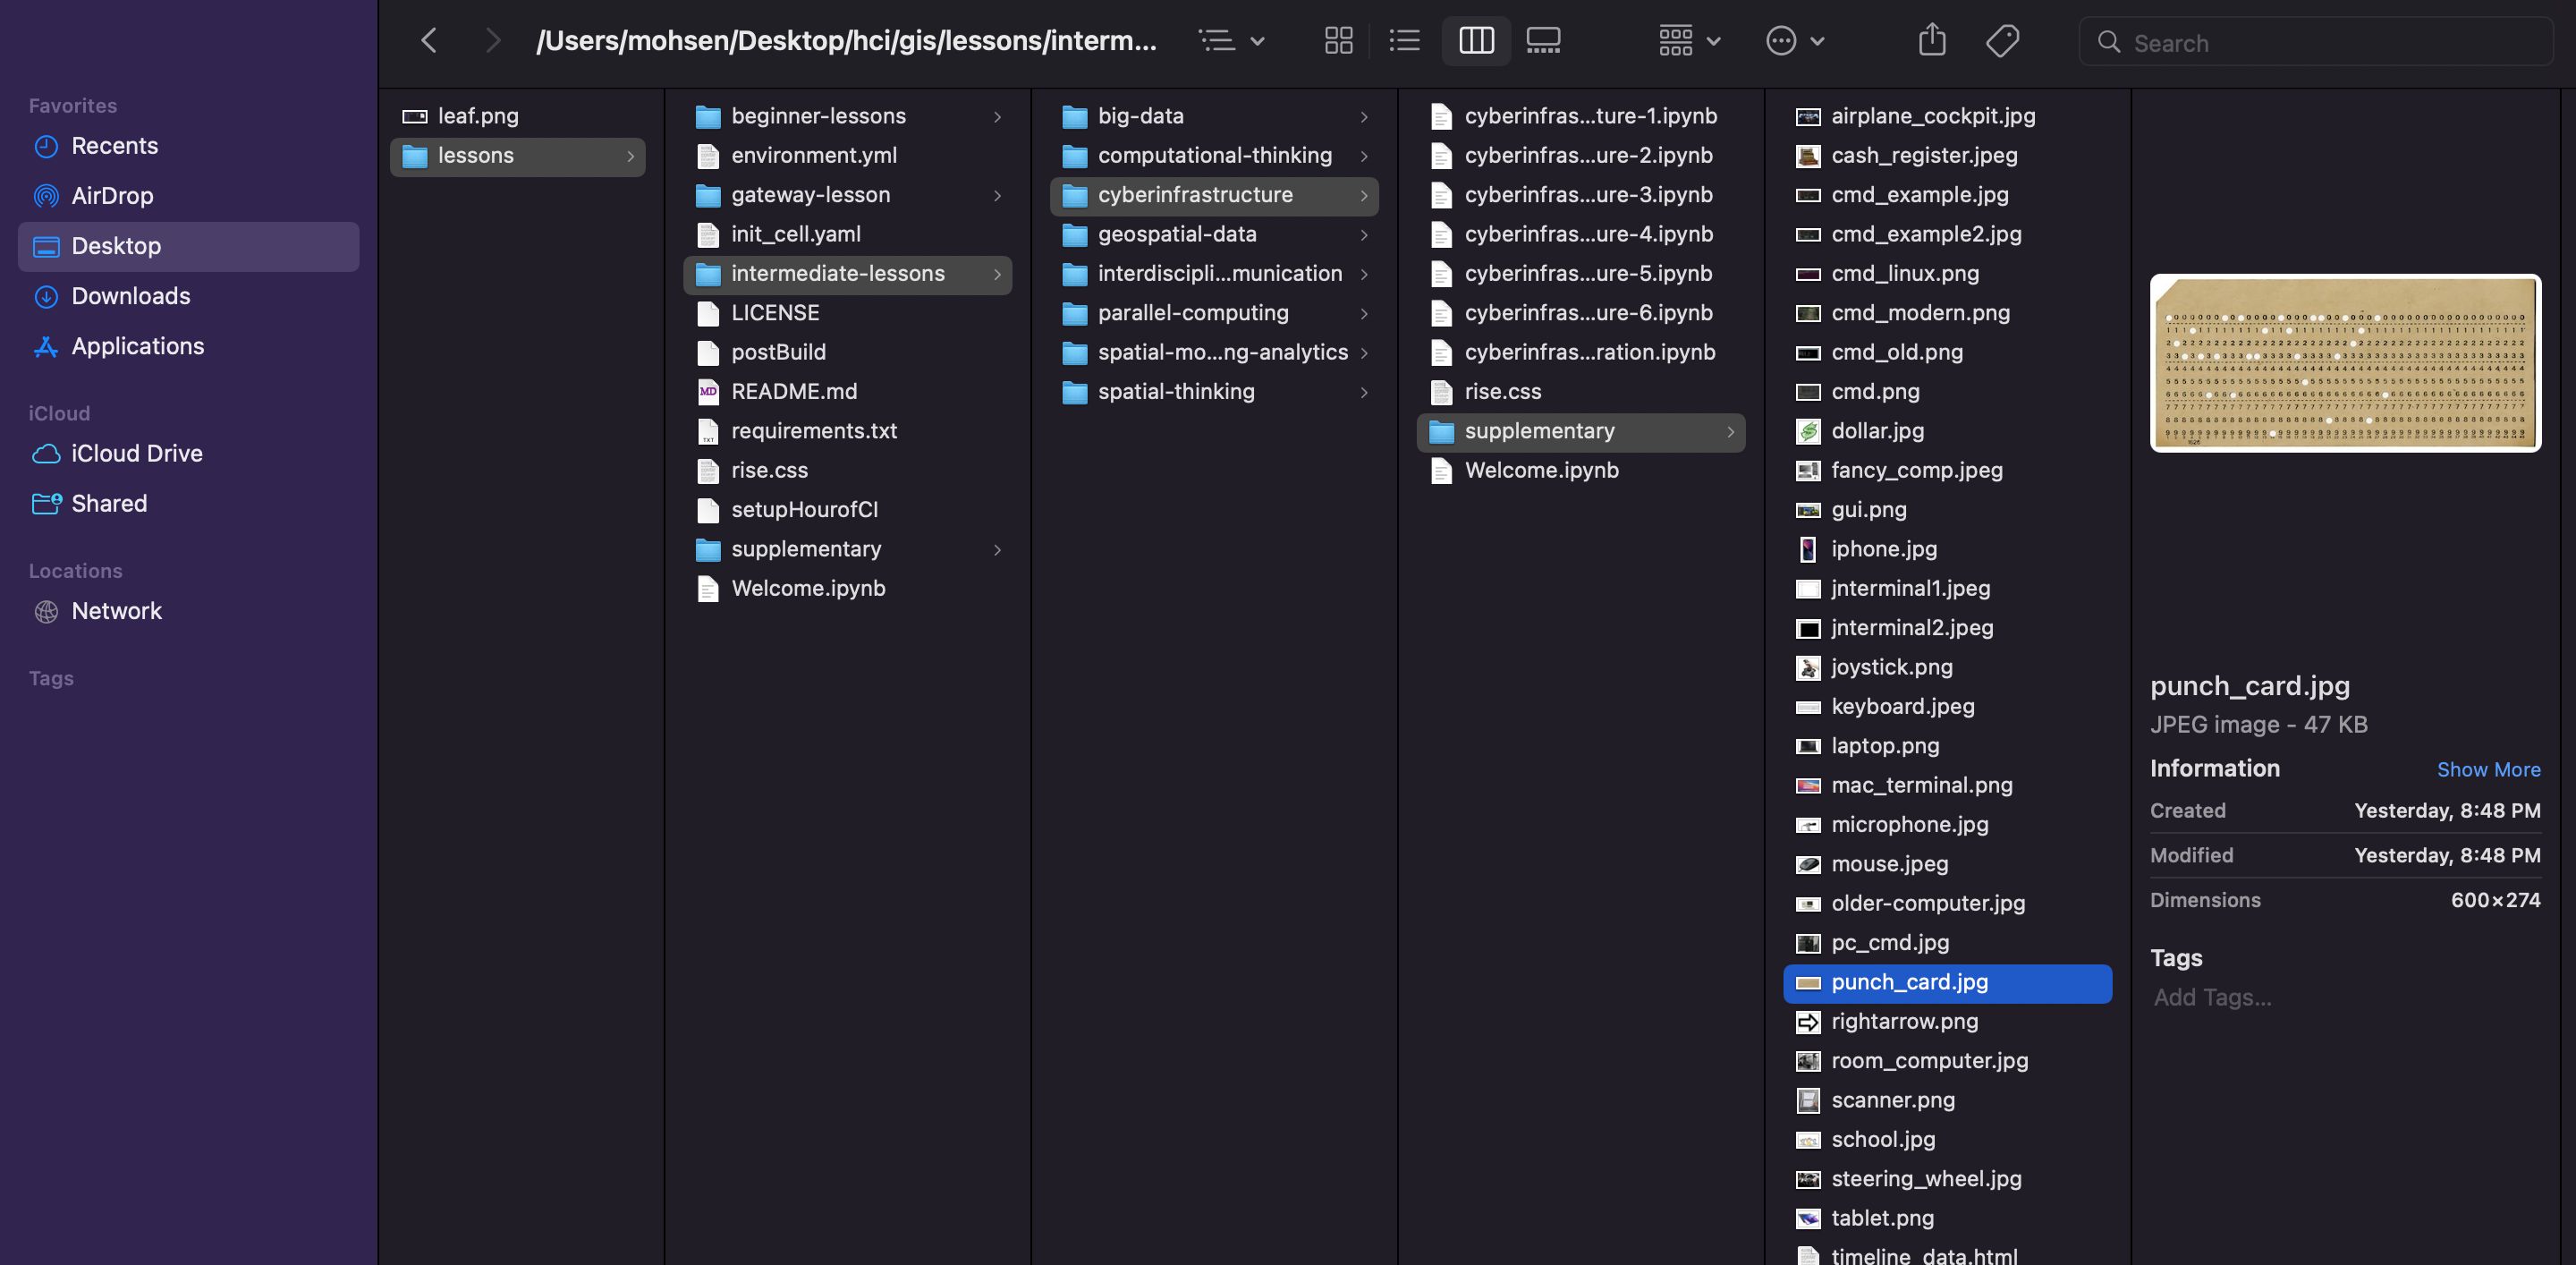 /Users/mohsen/Desktop/hci/gis/lessons/interm...
Search
Favorites
Recents
AirDrop
Desktop
Downloads
Applications
iCloud
iCloud Drive
Shared
Locations
Network
Tags
leaf.png
lessons
beginner-lessons
environment.yml
gateway-lesson
init_cell.yaml
intermediate-lessons
LICENSE
postBuild
README.md
requirements.txt
rise.css
setupHourofCI
supplementary
Welcome.ipynb
big-data
computational-thinking
cyberinfrastructure
geospatial-data
interdiscipli...munication
parallel-computing
spatial-mo...ng-analytics
spatial-thinking
cyberinfras...ture-1.ipynb
cyberinfras...ure-2.ipynb
cyberinfras...ure-3.ipynb
cyberinfras...ure-4.ipynb
cyberinfras...ure-5.ipynb
cyberinfras...ure-6.ipynb
cyberinfras...ration.ipynb
rise.css
supplementary
Welcome.ipynb
airplane_cockpit.jpg
cash_register.jpeg
cmd_example.jpg
cmd_example2.jpg
cmd_linux.png
cmd_modern.png
cmd_old.png
cmd.png
dollar.jpg
fancy_comp.jpeg
gui.png
iphone.jpg
jnterminal1.jpeg
jnterminal2.jpeg
joystick.png
keyboard.jpeg
laptop.png
mac_terminal.png
microphone.jpg
mouse.jpeg
older-computer.jpg
pc_cmd.jpg
punch_card.jpg
rightarrow.png
room_computer.jpg
scanner.png
school.jpg
steering_wheel.jpg
tablet.png
timeline_data.html
punch_card.jpg
JPEG image - 47 KB
Information Show More
Created Yesterday, 8:48 PM
Modified Yesterday, 8:48 PM
Dimensions 600×274
Tags
Add Tags...